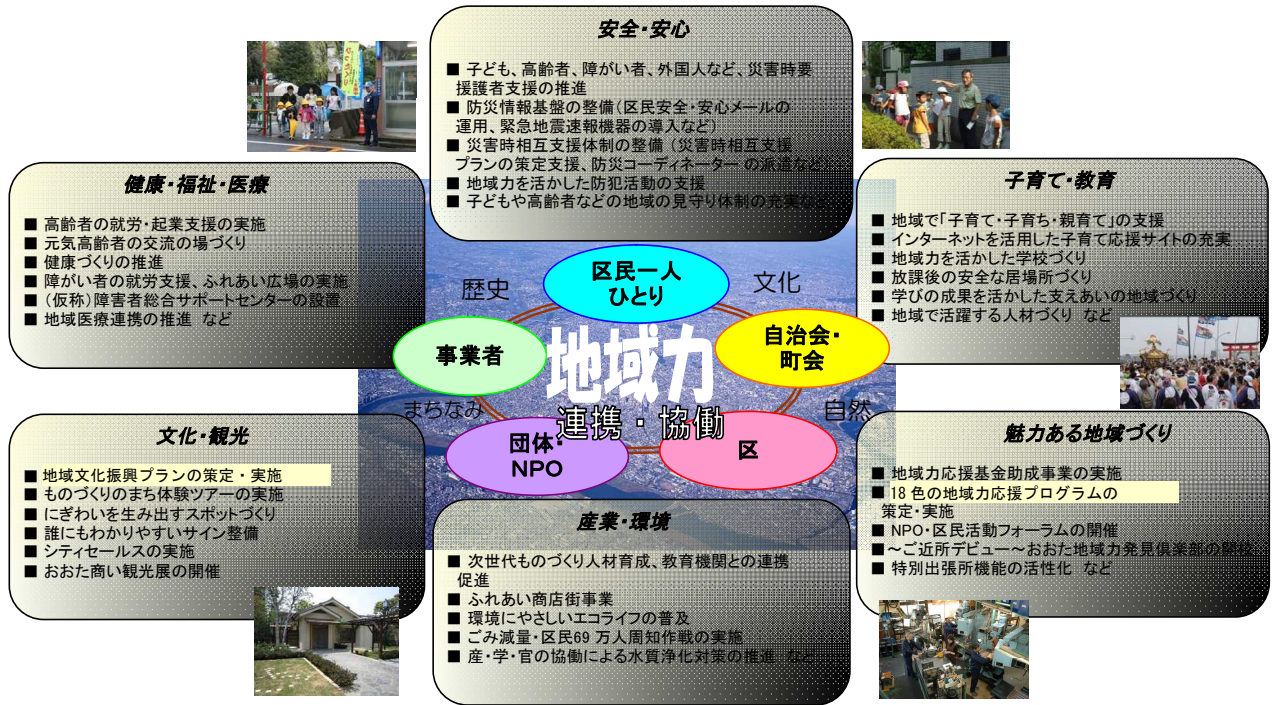 安全・安心
■ 子ども、高齢者、障がい者、外国人など、災害時要
援護者支援の推進
■ 防災情報基盤の整備(区民安全・安心メールの
運用、緊急地震速報機器の導入など)
■ 災害時相互支援体制の整備 (災害時相互支援
プランの策定支援、防災コーディネーター の派遣など)
■ 地域力を活かした防犯活動の支援
■ 子どもや高齢者などの地域の見守り体制の充実など
健康・福祉・医療
■ 高齢者の就労・起業支援の実施
■ 元気高齢者の交流の場づくり
■ 健康づくりの推進
■ 障がい者の就労支援、ふれあい広場の実施
■ (仮称)障害者総合サポートセンターの設置
■ 地域医療連携の推進 など
子育て・教育
■ 地域で「子育て・子育ち・親育て」の支援
■ インターネットを活用した子育て応援サイトの充実
■ 地域力を活かした学校づくり
■ 放課後の安全な居場所づくり
■ 学びの成果を活かした支えあいの地域づくり
■ 地域で活躍する人材づくり など
歴史
区民一人
ひとり
文化
事業者
地域力
自治会・
町会
まちなみ
連携・協働
自然
団体・
NPO
区
文化・観光
■ 地域文化振興プランの策定・実施
■ ものづくりのまち体験ツアーの実施
■ にぎわいを生み出すスポットづくり
■ 誰にもわかりやすいサイン整備
■ シティセールスの実施
■ おおた商い観光展の開催
産業・環境
■ 次世代ものづくり人材育成、教育機関との連携
促進
■ ふれあい商店街事業
■ 環境にやさしいエコライフの普及
■ ごみ減量・区民69 万人周知作戦の実施
■ 産・学・官の協働による水質浄化対策の推進 など
魅力ある地域づくり
■ 地域力応援基金助成事業の実施
■ 18 色の地域力応援プログラムの
策定・実施
■ NPO・区民活動フォーラムの開催
■ ~ご近所デビュー~おおた地域力発見倶楽部の
■ 特別出張所機能の活性化 など